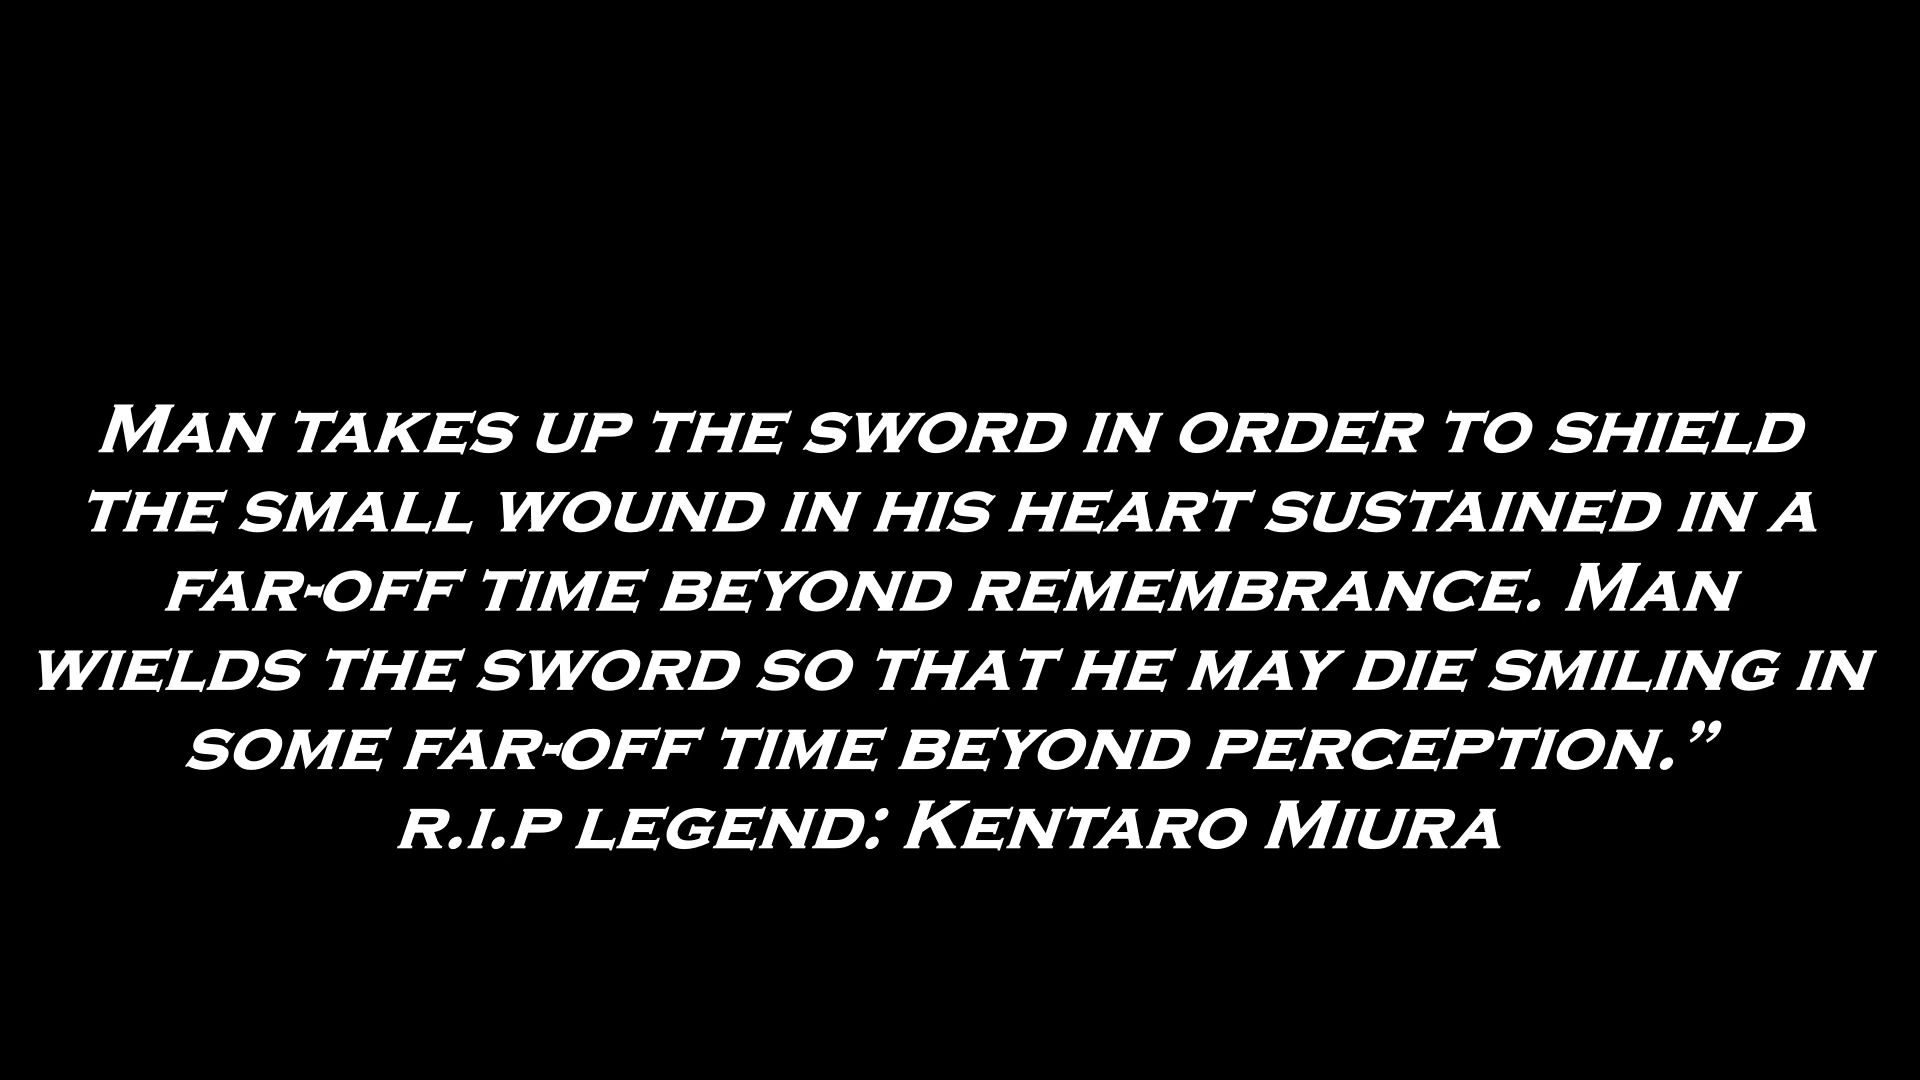 Man takes up the sword in order to shield
the small wound in his heart sustained in a
far-off time beyond remembrance. Man
wields the sword so that he may die smiling in
some far-off time beyond perception.”
r.i.p legend: Kentaro Miura